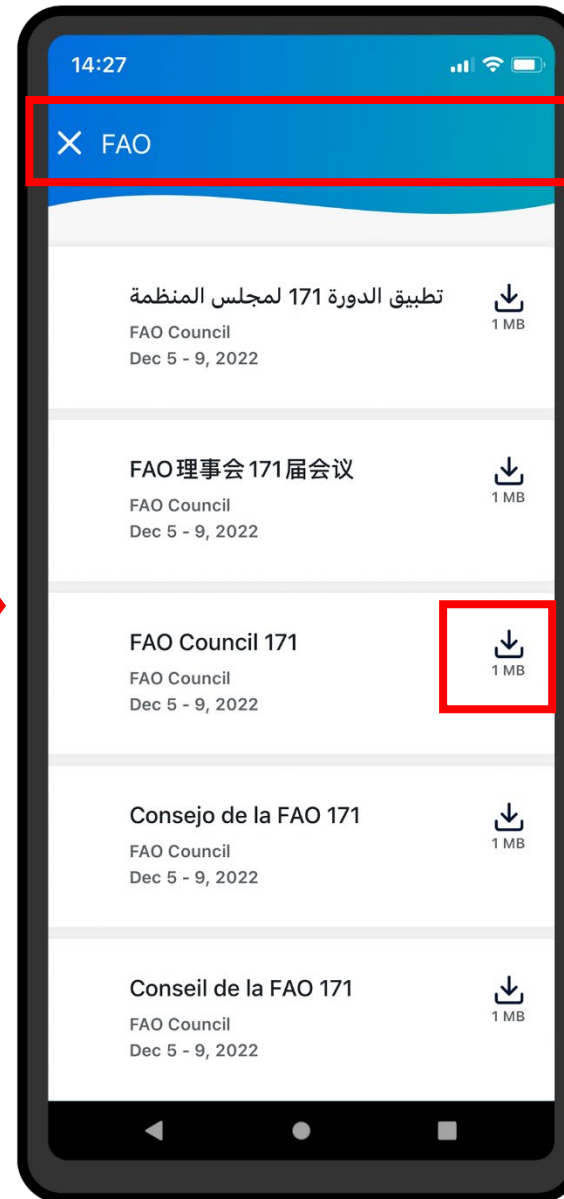 14:27
FAO
تطبيق الدورة 171 لمجلس المنظمة
1 MB
FAO Council
Dec 5 - 9, 2022
FAO理事会171届会议
1 MB
FAO Council
Dec 5 - 9, 2022
FAO Council 171
1 MB
FAO Council
Dec 5 - 9, 2022
Consejo de la FAO 171
1 MB
FAO Council
Dec 5 - 9, 2022
Conseil de la FAO 171
1 MB
FAO Council
Dec 5 - 9, 2022